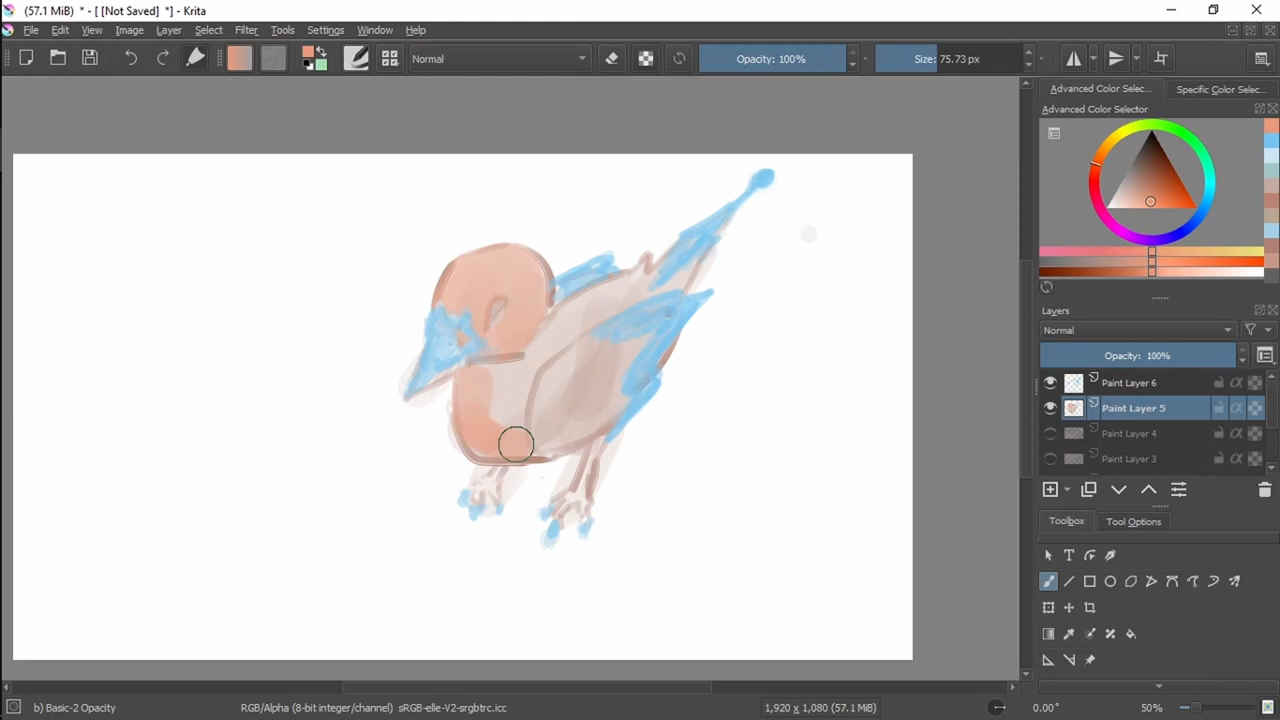 (57.1 MiB) * - [ [Not Saved] *] - Krita
File Edit View Image Layer Select Filter Tools Settings Window Help
Normal Opacity: 100% Size: 75.73 px
Advanced Color Selec... Specific Color Selec...
Advanced Color Selector
Layers
Normal
Opacity: 100%
Paint Layer 6
Paint Layer 5
Paint Layer 4
Paint Layer 3
Toolbox Tool Options
b) Basic-2 Opacity RGB/Alpha (8-bit integer/channel) sRGB-elle-V2-srgbtrc.icc 1,920 x 1,080 (57.1 MiB) 0.00° 50%